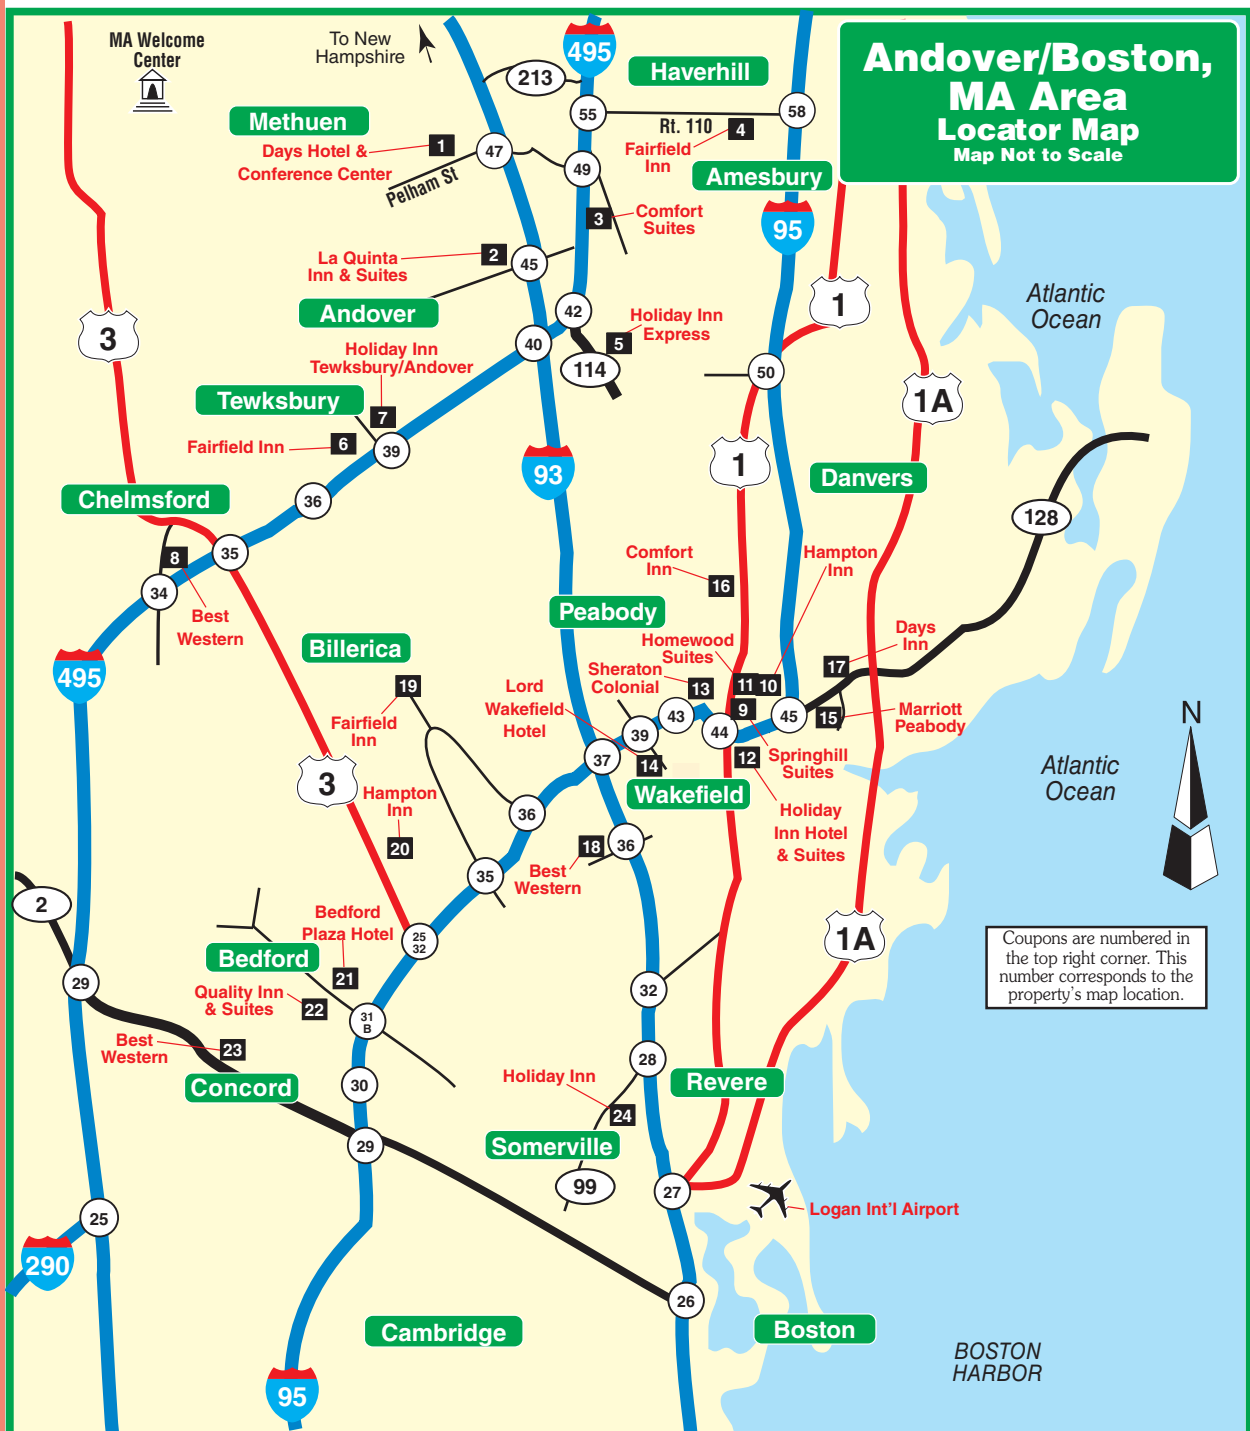 MA Welcome
Center
To New
Hampshire
495
213
Haverhill
Andover/Boston,
MA Area
Locator Map
Map Not to Scale
Methuen
55
58
Rt. 110
4
Fairfield
Inn
1
Days Hotel &
Conference Center
Pelham St
47
49
Amesbury
3
Comfort
Suites
95
2
La Quinta
Inn & Suites
45
Andover
42
1
Atlantic
Ocean
3
Holiday Inn
Express
5
40
114
Holiday Inn
Tewksbury/Andover
50
1A
Tewksbury
7
Fairfield Inn
6
39
93
1
Danvers
Chelmsford
36
128
35
8
34
Best
Western
Comfort
Inn
16
Hampton
Inn
Peabody
Billerica
495
Homewood
Suites
Days
Inn
17
Sheraton
Colonial
13
11
10
9
19
Fairfield
Inn
Lord
Wakefield
Hotel
43
44
45
15
Marriott
Peabody
N
39
37
14
12
Springhill
Suites
Atlantic
Ocean
3
Wakefield
Hampton
Inn
20
36
Holiday
Inn Hotel
& Suites
36
18
Best
Western
35
2
Bedford
Plaza Hotel
25
32
1A
Coupons are numbered in
the top right corner. This
number corresponds to the
property's map location.
Bedford
21
29
Quality Inn
& Suites
22
31
B
32
Best
Western
23
28
Concord
30
Holiday Inn
24
Revere
29
Somerville
99
27
Logan Int'l Airport
25
290
26
Cambridge
Boston
BOSTON
HARBOR
95